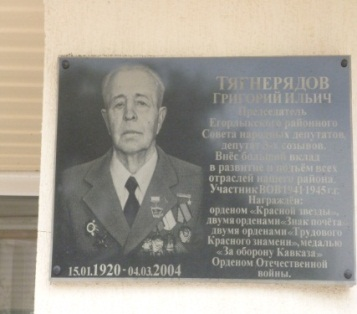 ТЯГНЕРЯДОВ
ГРИГОРИЙ ИЛЬИЧ
Председатель
Егорлыкского районного
Совета народных депутатов,
депутат 5-и созывов.
Внёс большой вклад
в развитие и подъём всех
отраслей нашего района.
Участник ВОВ 1941-1945 гг.
Награждён:
орденом «Красной звезды»,
двумя орденами «Знак почёта»
двумя орденами «Трудового
Красного знамени», медалью
«За оборону Кавказа»
Орденом Отечественной
войны.
15.01.1920 - 04.03.2004